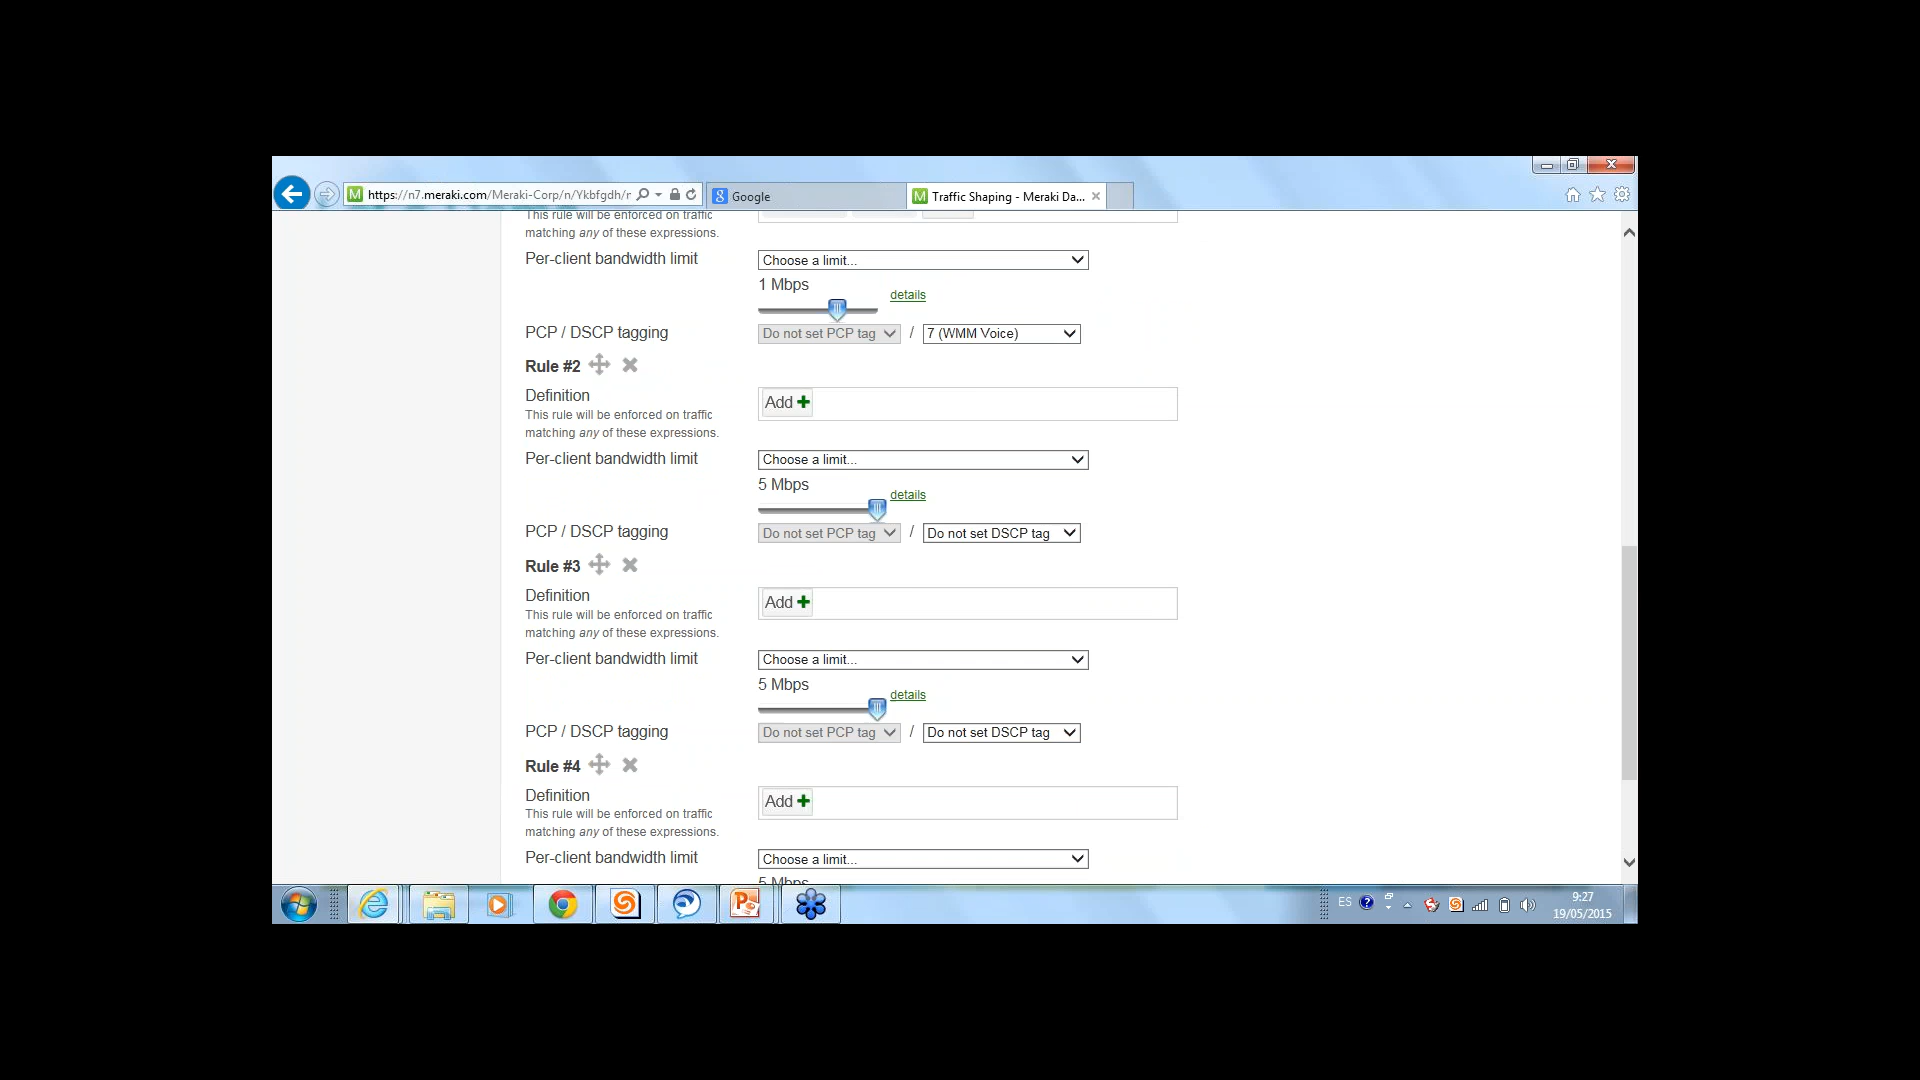 https://n7.meraki.com/Meraki-Corp/n/Ykbfgdh/r
Google
Traffic Shaping - Meraki Da...
This rule will be enforced on traffic
matching any of these expressions.
Per-client bandwidth limit
Choose a limit...
1 Mbps
details
PCP / DSCP tagging
Do not set PCP tag / 7 (WMM Voice)
Rule #2
Definition
Add
This rule will be enforced on traffic
matching any of these expressions.
Per-client bandwidth limit
Choose a limit...
5 Mbps
details
PCP / DSCP tagging
Do not set PCP tag / Do not set DSCP tag
Rule #3
Definition
Add
This rule will be enforced on traffic
matching any of these expressions.
Per-client bandwidth limit
Choose a limit...
5 Mbps
details
PCP / DSCP tagging
Do not set PCP tag / Do not set DSCP tag
Rule #4
Definition
Add
This rule will be enforced on traffic
matching any of these expressions.
Per-client bandwidth limit
Choose a limit...
5 Mbps
ES
9:27
19/05/2015